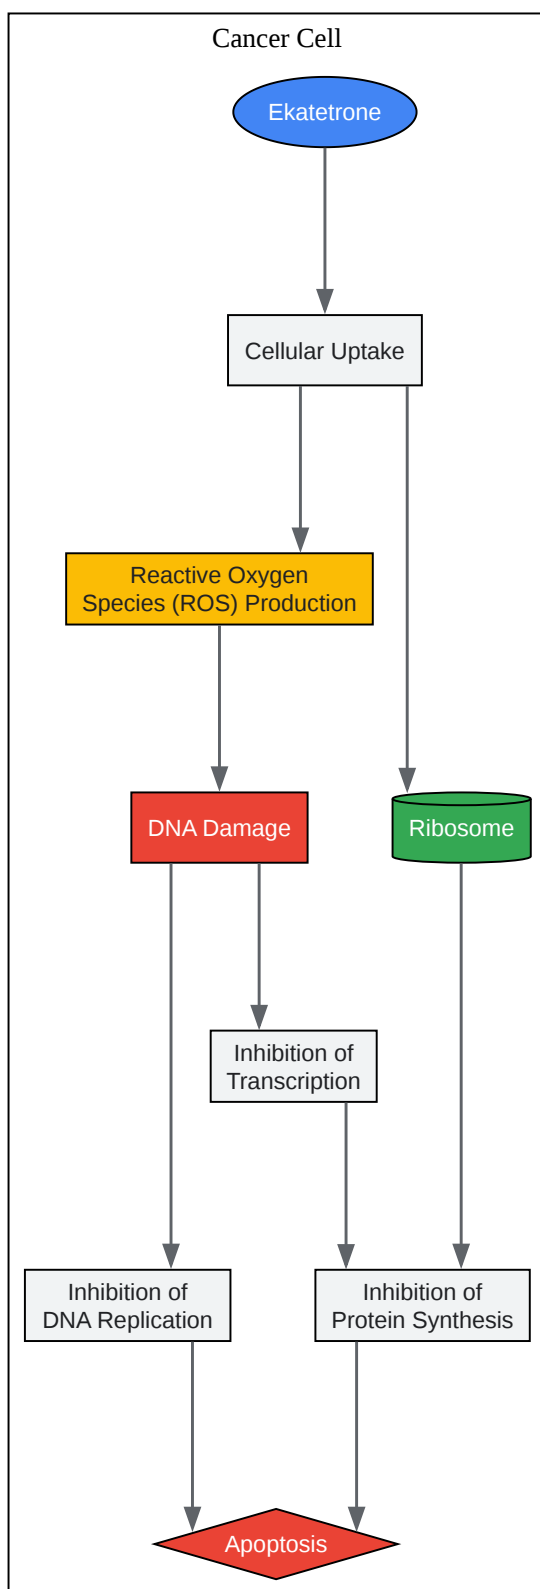 Cancer Cell
Ekatetrone
Cellular Uptake
Reactive Oxygen
Species (ROS) Production
DNA Damage
Ribosome
Inhibition of
Transcription
Inhibition of
DNA Replication
Inhibition of
Protein Synthesis
Apoptosis